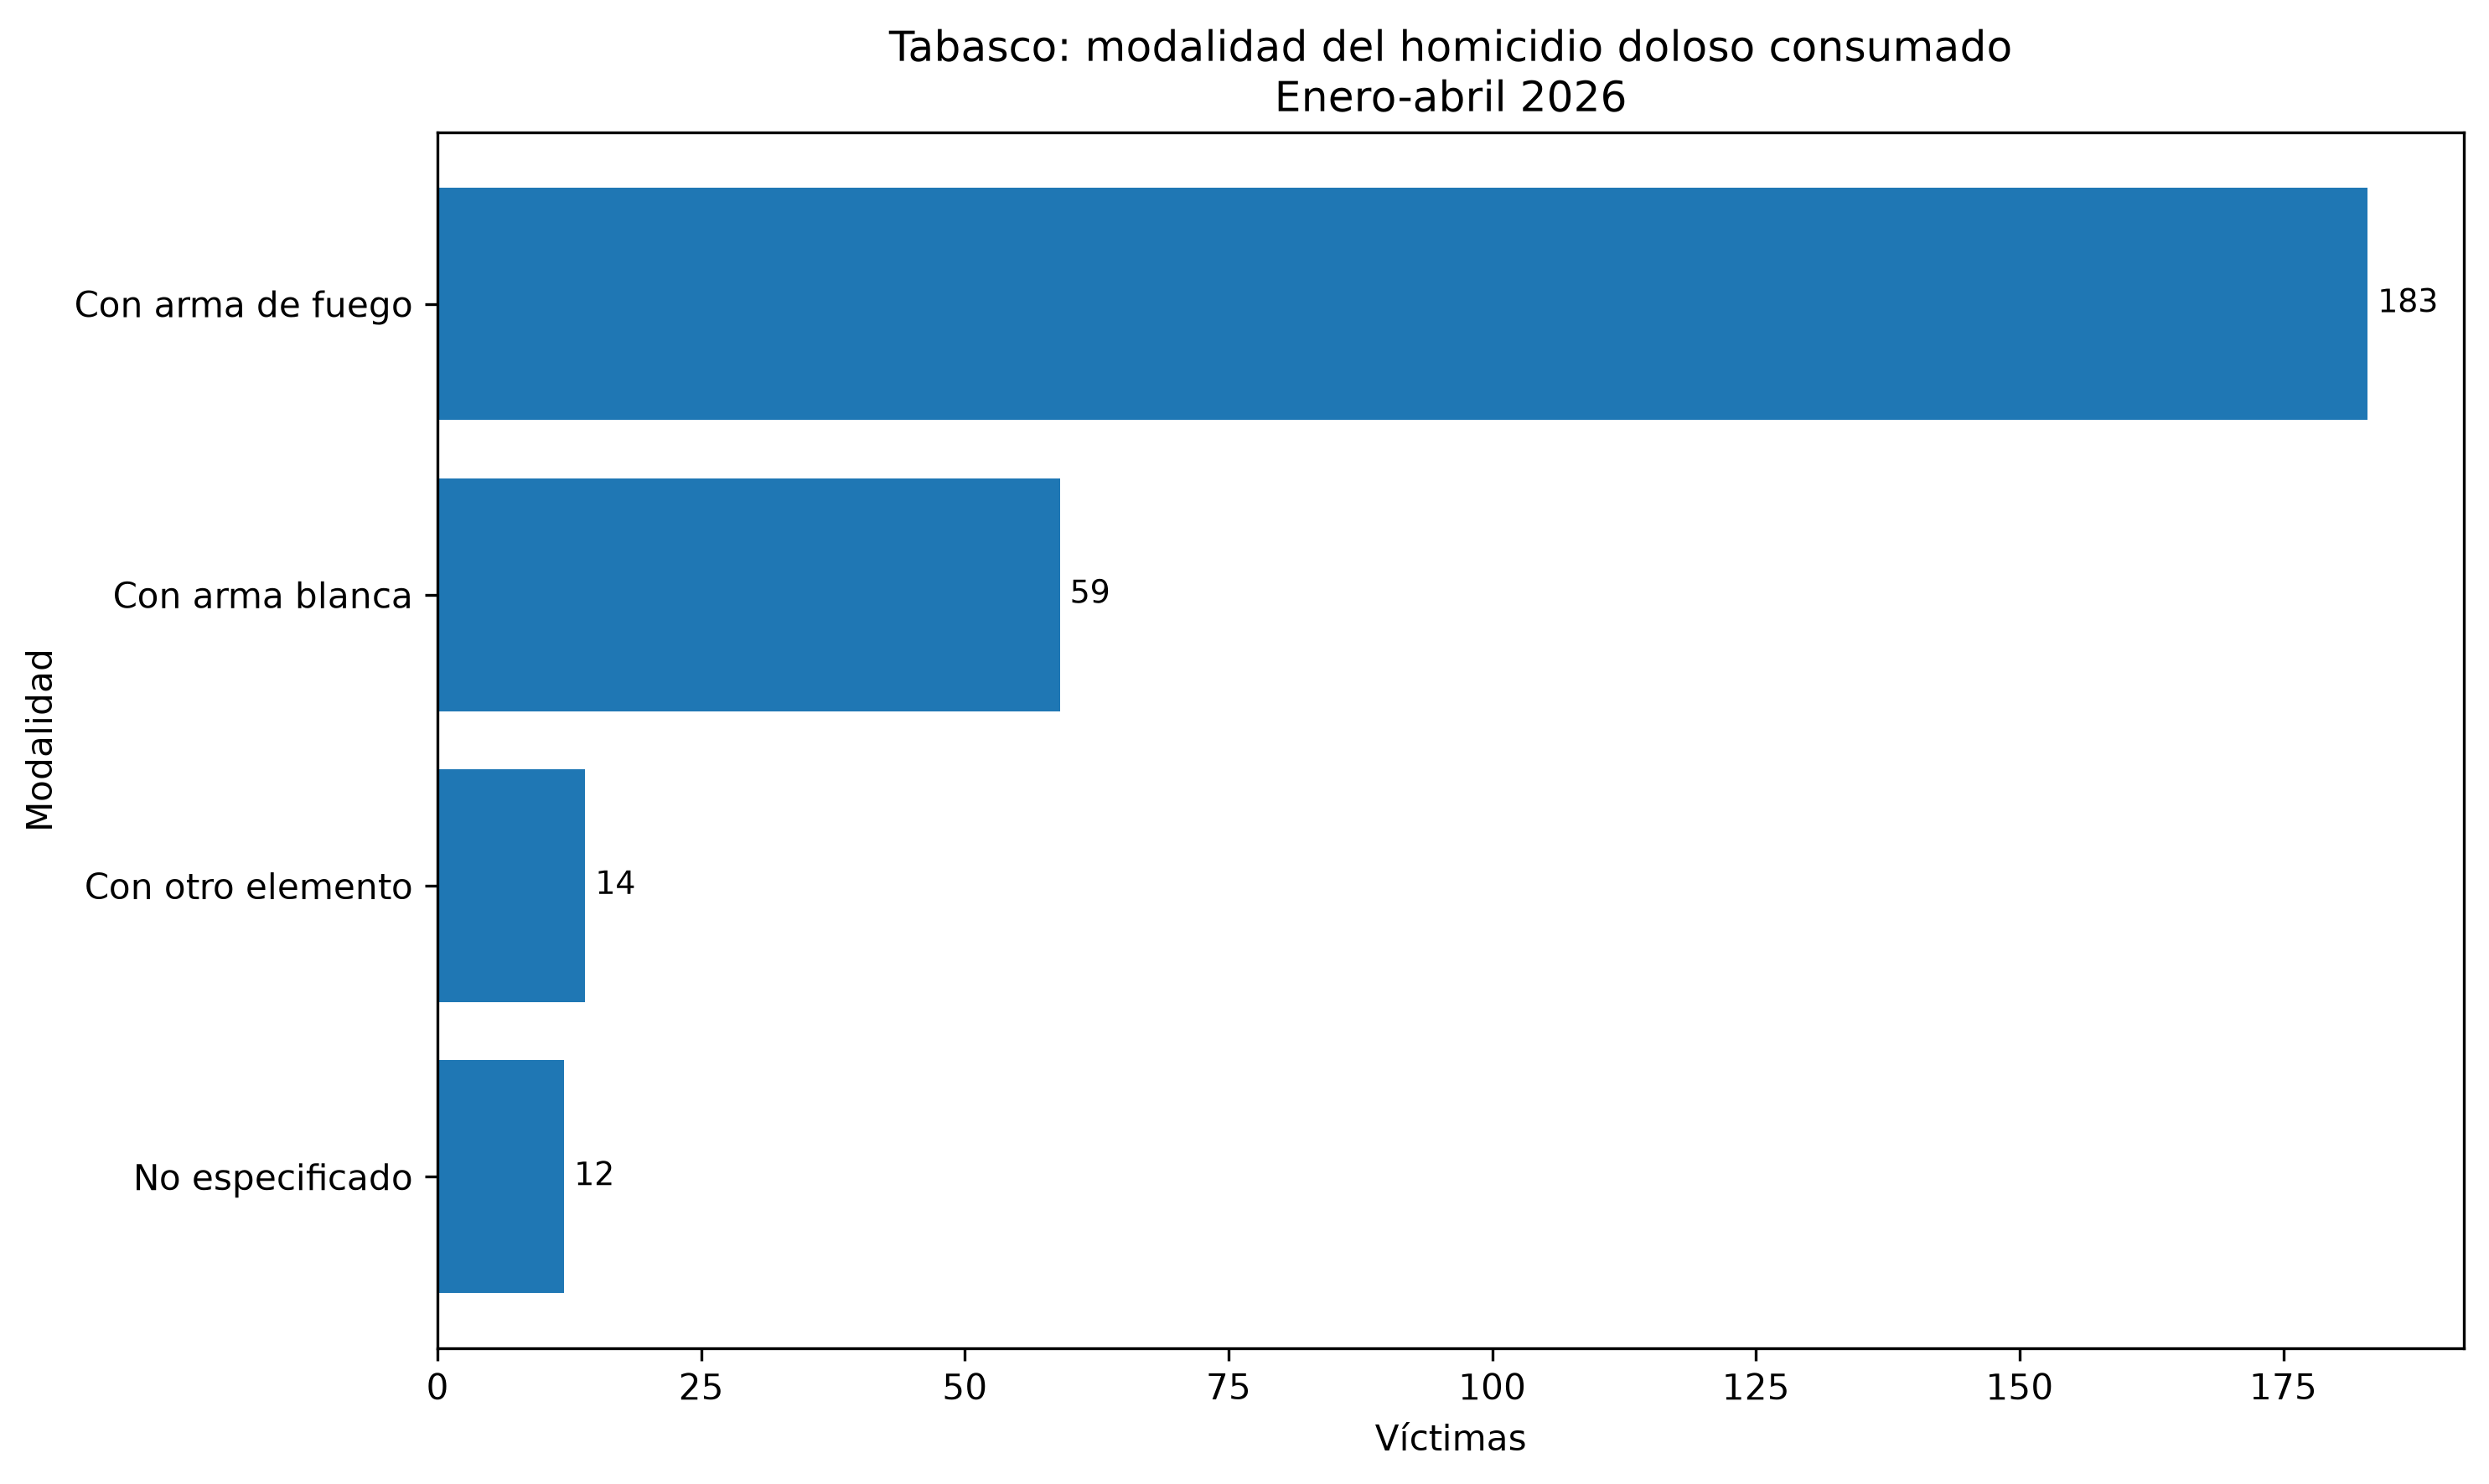 Tabasco: modalidad del homicidio doloso consumado
Enero-abril 2026
Modalidad
Con arma de fuego
183
Con arma blanca
59
Con otro elemento
14
No especificado
12
0 25 50 75 100 125 150 175
Víctimas